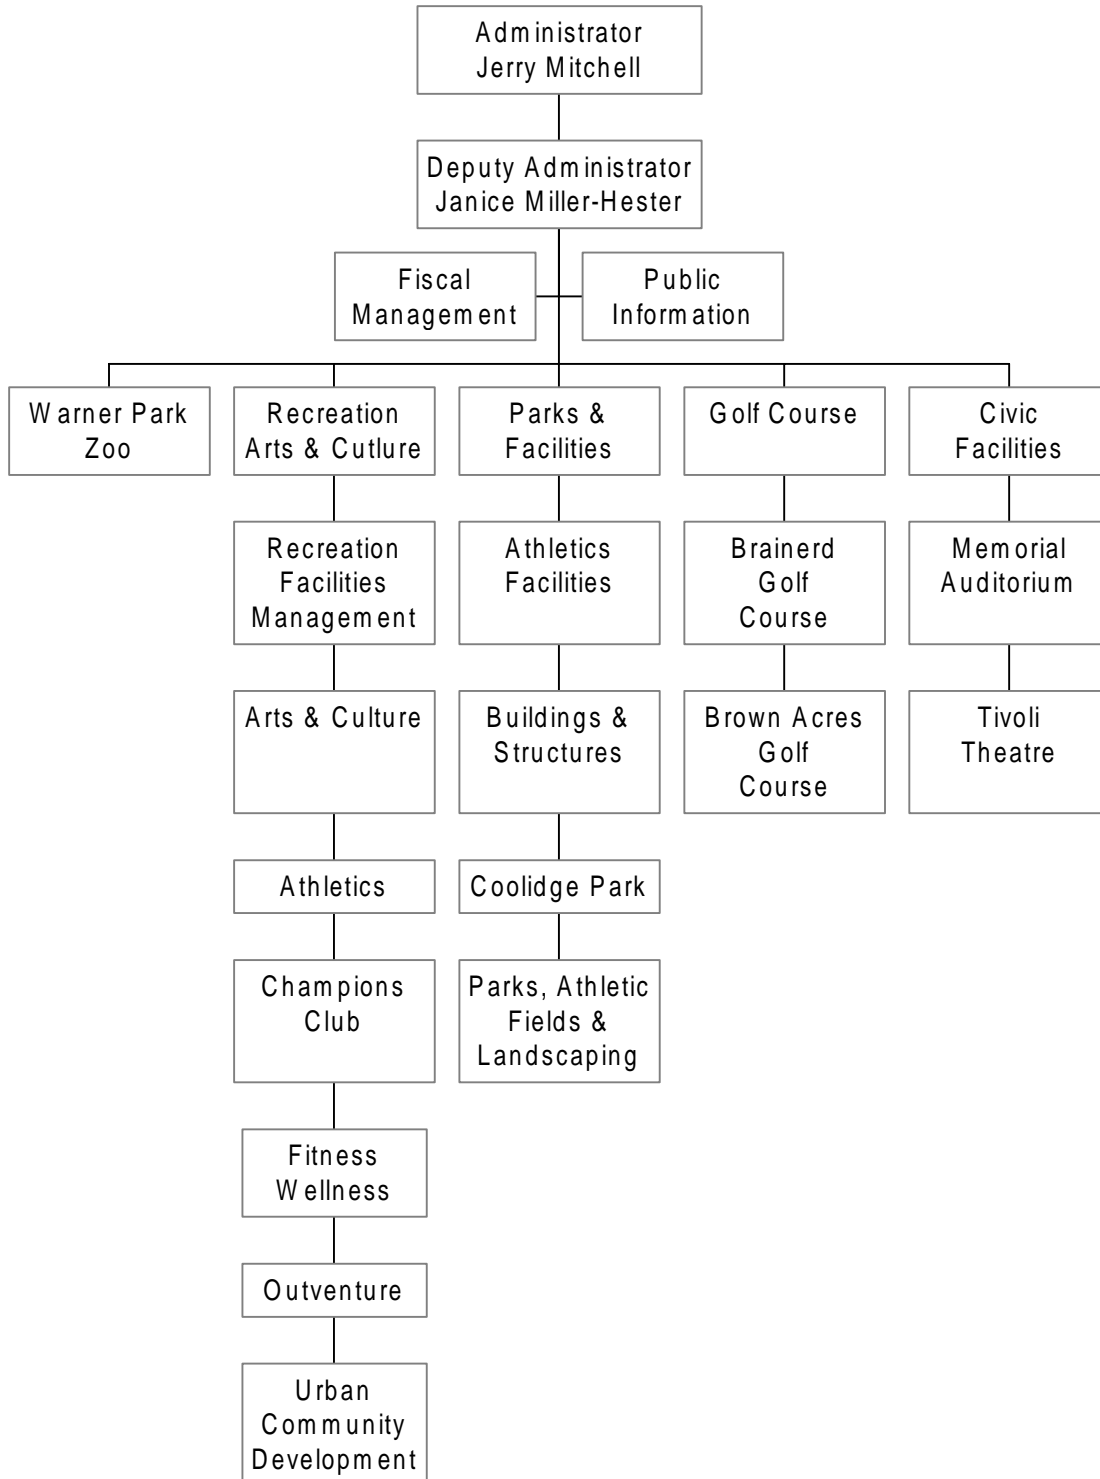 Administrator
Jerry Mitchell
Deputy Administrator
Janice Miller-Hester
Fiscal
Management
Public
Information
Warner Park
Zoo
Recreation
Arts & Cutlure
Parks &
Facilities
Golf Course
Civic
Facilities
Recreation
Facilities
Management
Athletics
Facilities
Brainerd
Golf
Course
Memorial
Auditorium
Arts & Culture
Buildings &
Structures
Brown Acres
Golf
Course
Tivoli
Theatre
Athletics
Coolidge Park
Champions
Club
Parks, Athletic
Fields &
Landscaping
Fitness
Wellness
Outventure
Urban
Community
Development